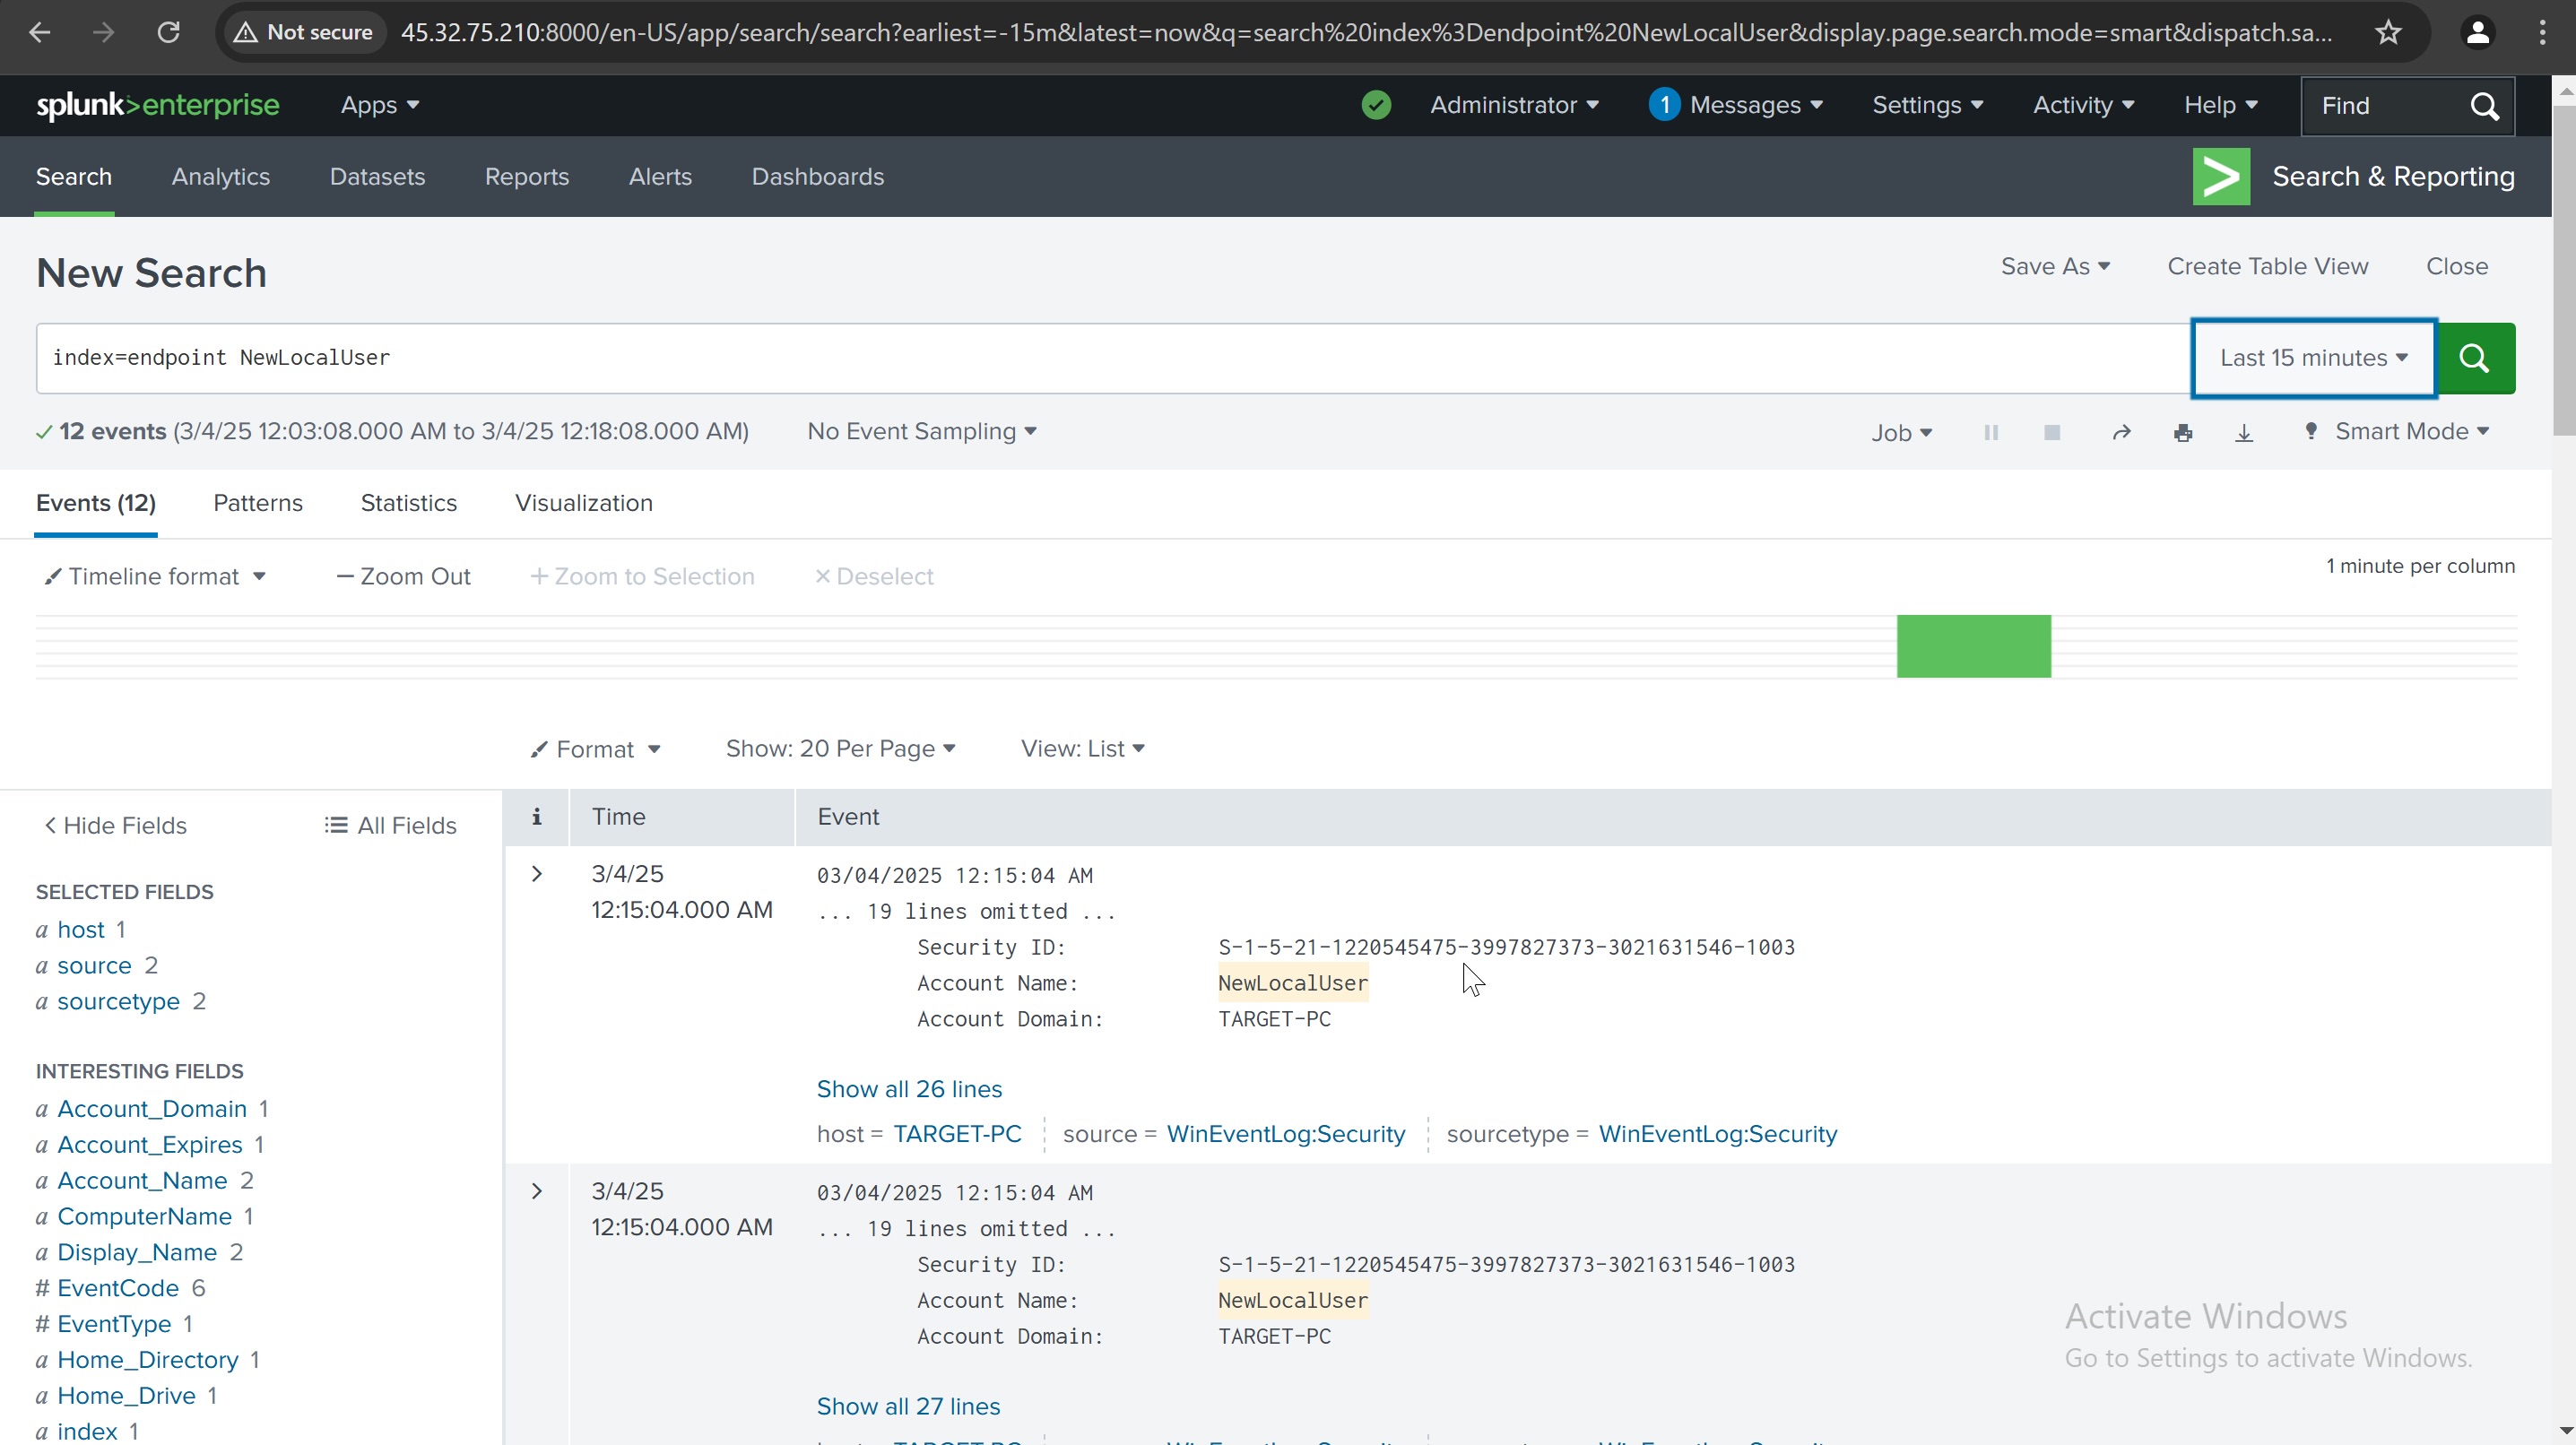 Not secure
45.32.75.210:8000/en-US/app/search/search?earliest=-15m&latest=now&q=search%20index%3Dendpoint%20NewLocalUser&display.page.search.mode=smart&dispatch.sa...
splunk>enterprise Apps Administrator 1 Messages Settings Activity Help Find
Search Analytics Datasets Reports Alerts Dashboards Search & Reporting
New Search Save As Create Table View Close
index=endpoint NewLocalUser Last 15 minutes
12 events (3/4/25 12:03:08.000 AM to 3/4/25 12:18:08.000 AM) No Event Sampling Job Smart Mode
Events (12) Patterns Statistics Visualization
Timeline format — Zoom Out + Zoom to Selection × Deselect 1 minute per column
Format Show: 20 Per Page View: List
< Hide Fields All Fields
SELECTED FIELDS
a host 1
a source 2
a sourcetype 2
INTERESTING FIELDS
a Account_Domain 1
a Account_Expires 1
a Account_Name 2
a ComputerName 1
a Display_Name 2
# EventCode 6
# EventType 1
a Home_Directory 1
a Home_Drive 1
a index 1
i Time Event
3/4/25
12:15:04.000 AM
03/04/2025 12:15:04 AM
... 19 lines omitted ...
Security ID: S-1-5-21-1220545475-3997827373-3021631546-1003
Account Name: NewLocalUser
Account Domain: TARGET-PC
Show all 26 lines
host = TARGET-PC source = WinEventLog:Security sourcetype = WinEventLog:Security
3/4/25
12:15:04.000 AM
03/04/2025 12:15:04 AM
... 19 lines omitted ...
Security ID: S-1-5-21-1220545475-3997827373-3021631546-1003
Account Name: NewLocalUser
Account Domain: TARGET-PC
Show all 27 lines
Activate Windows
Go to Settings to activate Windows.